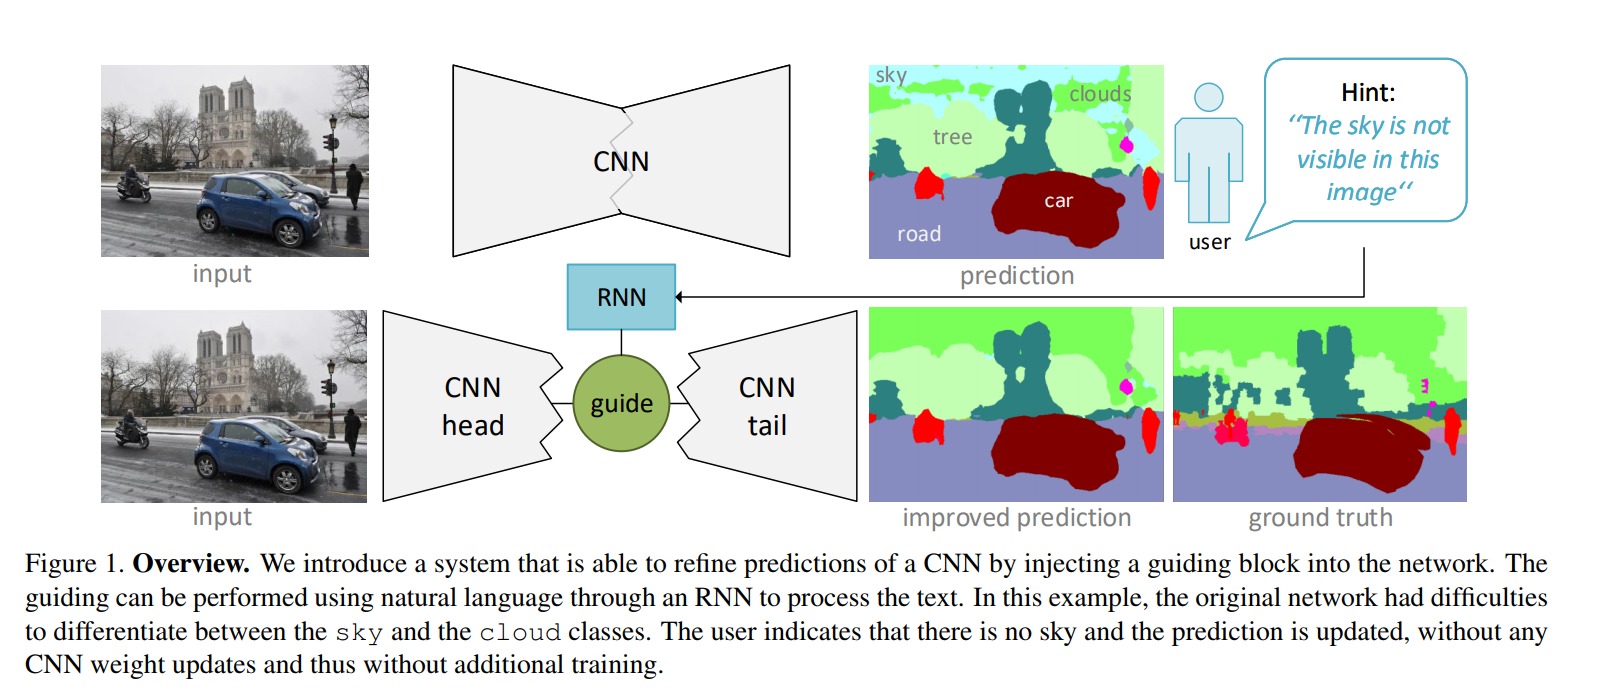 sky
clouds
tree
car
road
CNN
Hint:
“The sky is not
visible in this
image“
user
input
prediction
RNN
CNN
head
guide
CNN
tail
input
improved prediction
ground truth
Figure 1. Overview. We introduce a system that is able to refine predictions of a CNN by injecting a guiding block into the network. The
guiding can be performed using natural language through an RNN to process the text. In this example, the original network had difficulties
to differentiate between the sky and the cloud classes. The user indicates that there is no sky and the prediction is updated, without any
CNN weight updates and thus without additional training.